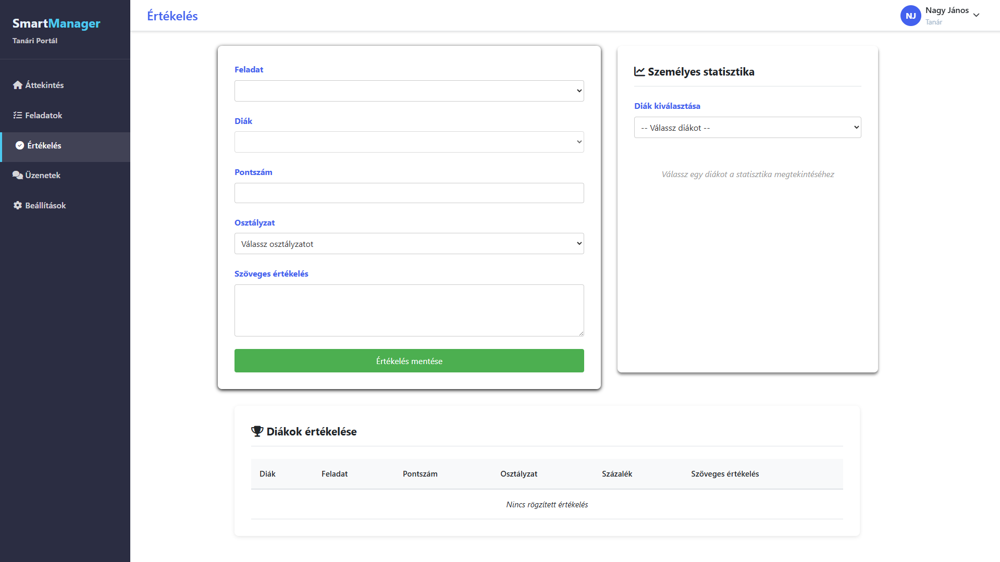 SmartManager
Tanári Portál
Áttekintés
Feladatok
Értékelés
Üzenetek
Beállítások
Értékelés
NJ
Nagy János
Tanár
Feladat
Diák
Pontszám
Osztályzat
Válassz osztályzatot
Szöveges értékelés
Értékelés mentése
Személyes statisztika
Diák kiválasztása
-- Válassz diákot --
Válassz egy diákot a statisztika megtekintéséhez
Diákok értékelése
Diák Feladat Pontszám Osztályzat Százalék Szöveges értékelés
Nincs rögzített értékelés